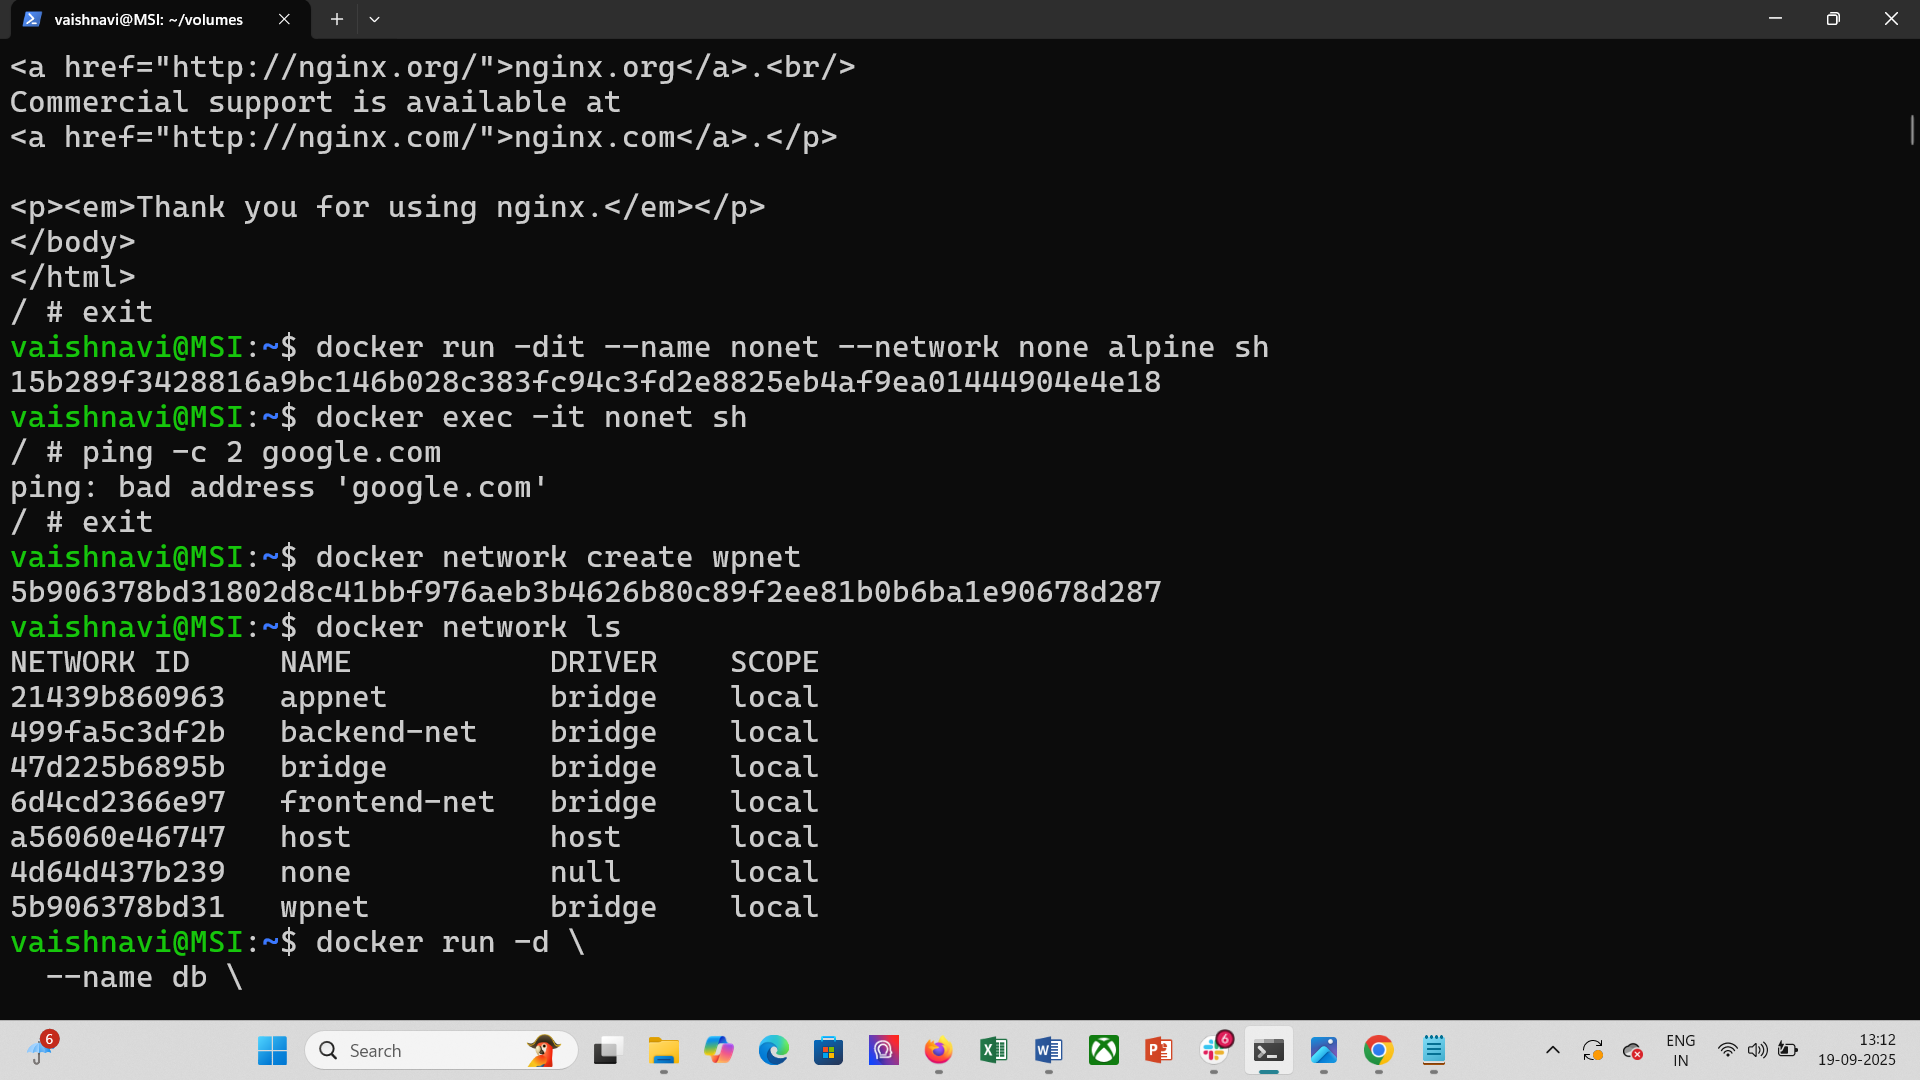 vaishnavi@MSI: ~/volumes
<a href="http://nginx.org/">nginx.org</a>.<br/>
Commercial support is available at
<a href="http://nginx.com/">nginx.com</a>.</p>
<p><em>Thank you for using nginx.</em></p>
</body>
</html>
/ # exit
vaishnavi@MSI:~$ docker run -dit --name nonet --network none alpine sh
15b289f3428816a9bc146b028c383fc94c3fd2e8825eb4af9ea01444904e4e18
vaishnavi@MSI:~$ docker exec -it nonet sh
/ # ping -c 2 google.com
ping: bad address 'google.com'
/ # exit
vaishnavi@MSI:~$ docker network create wpnet
5b906378bd31802d8c41bbf976aeb3b4626b80c89f2ee81b0b6ba1e90678d287
vaishnavi@MSI:~$ docker network ls
NETWORK ID     NAME           DRIVER    SCOPE
21439b860963   appnet         bridge    local
499fa5c3df2b   backend-net    bridge    local
47d225b6895b   bridge         bridge    local
6d4cd2366e97   frontend-net   bridge    local
a56060e46747   host           host      local
4d64d437b239   none           null      local
5b906378bd31   wpnet          bridge    local
vaishnavi@MSI:~$ docker run -d \
  --name db \
6
Search
6
ENG
IN
13:12
19-09-2025